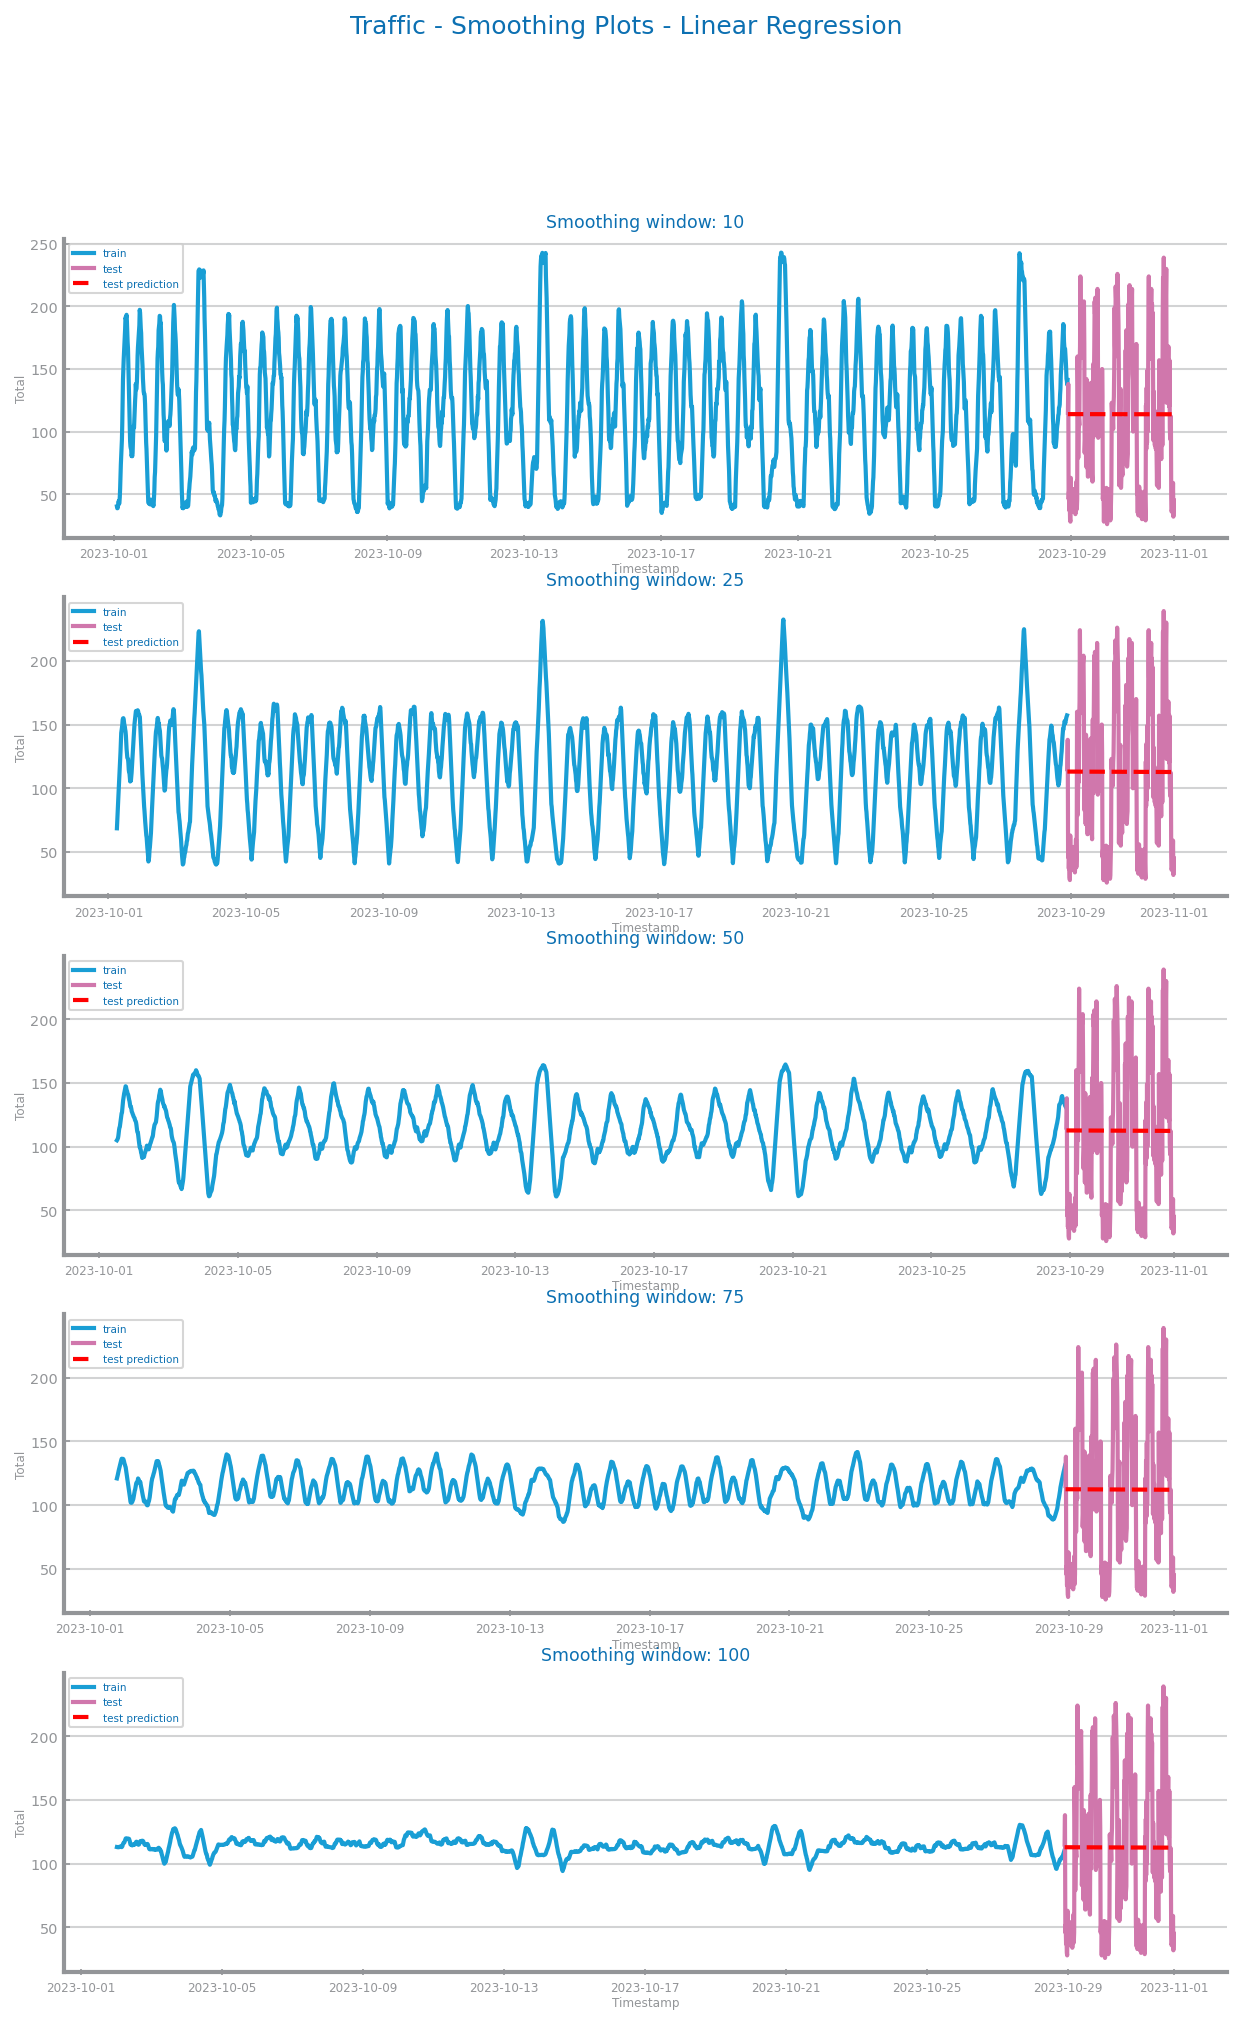 Traffic - Smoothing Plots - Linear Regression
Smoothing window: 10
train
test
test prediction
250
200
150
100
50
Total
2023-10-01 2023-10-05 2023-10-09 2023-10-13 2023-10-17 2023-10-21 2023-10-25 2023-10-29 2023-11-01
Timestamp
Smoothing window: 25
train
test
test prediction
200
150
100
50
Total
2023-10-01 2023-10-05 2023-10-09 2023-10-13 2023-10-17 2023-10-21 2023-10-25 2023-10-29 2023-11-01
Timestamp
Smoothing window: 50
train
test
test prediction
200
150
100
50
Total
2023-10-01 2023-10-05 2023-10-09 2023-10-13 2023-10-17 2023-10-21 2023-10-25 2023-10-29 2023-11-01
Timestamp
Smoothing window: 75
train
test
test prediction
200
150
100
50
Total
2023-10-01 2023-10-05 2023-10-09 2023-10-13 2023-10-17 2023-10-21 2023-10-25 2023-10-29 2023-11-01
Timestamp
Smoothing window: 100
train
test
test prediction
200
150
100
50
Total
2023-10-01 2023-10-05 2023-10-09 2023-10-13 2023-10-17 2023-10-21 2023-10-25 2023-10-29 2023-11-01
Timestamp